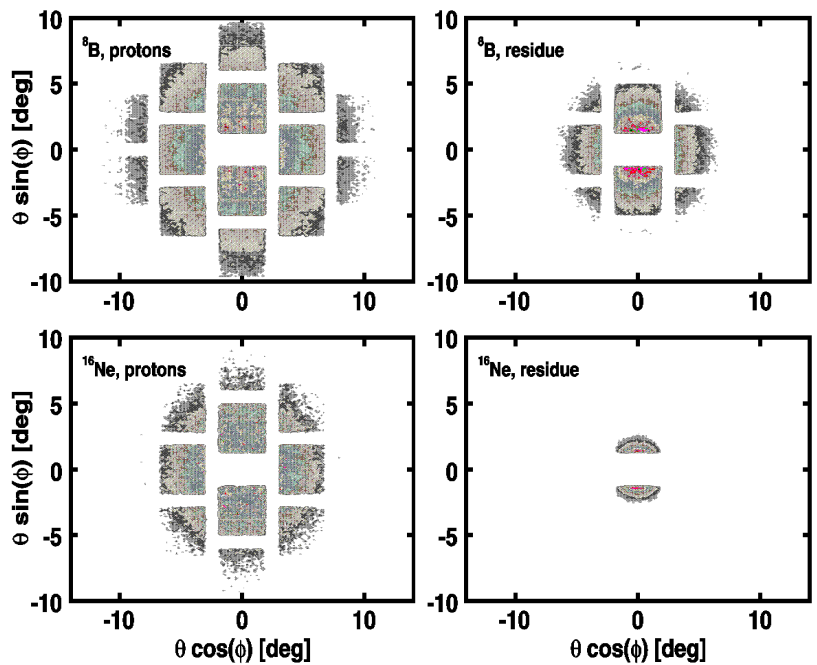 10
5
0
-5
-10
θ sin(ϕ) [deg]
⁸B, protons
-10 0 10
⁸B, residue
10
5
0
-5
-10
-10 0 10
10
5
0
-5
-10
θ sin(ϕ) [deg]
¹⁶Ne, protons
-10 0 10
θ cos(ϕ) [deg]
¹⁶Ne, residue
10
5
0
-5
-10
-10 0 10
θ cos(ϕ) [deg]